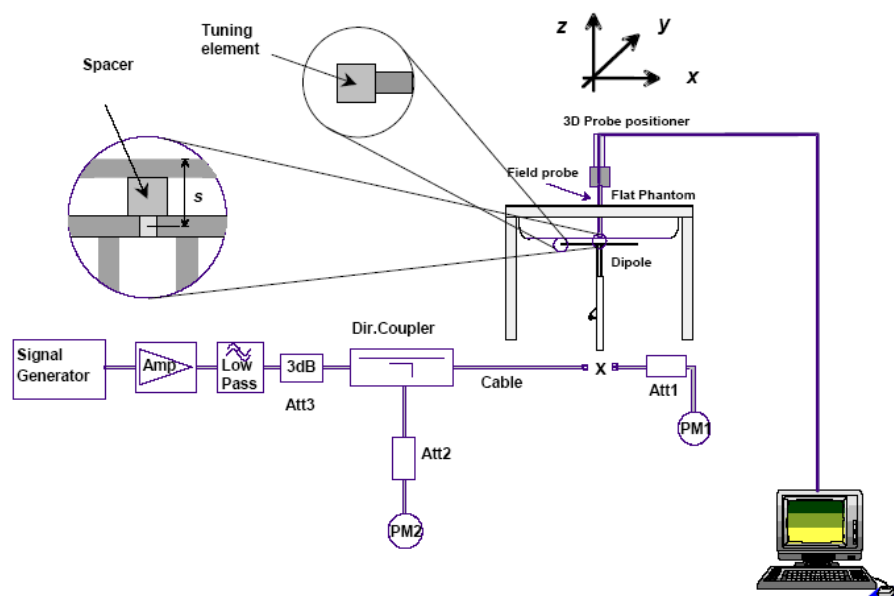 Tuning
element
Spacer
s
z
y
x
3D Probe positioner
Field probe
Flat Phantom
Dipole
Dir.Coupler
Signal
Generator
Amp
Low
Pass
3dB
Att3
Cable
X
Att1
PM1
Att2
PM2